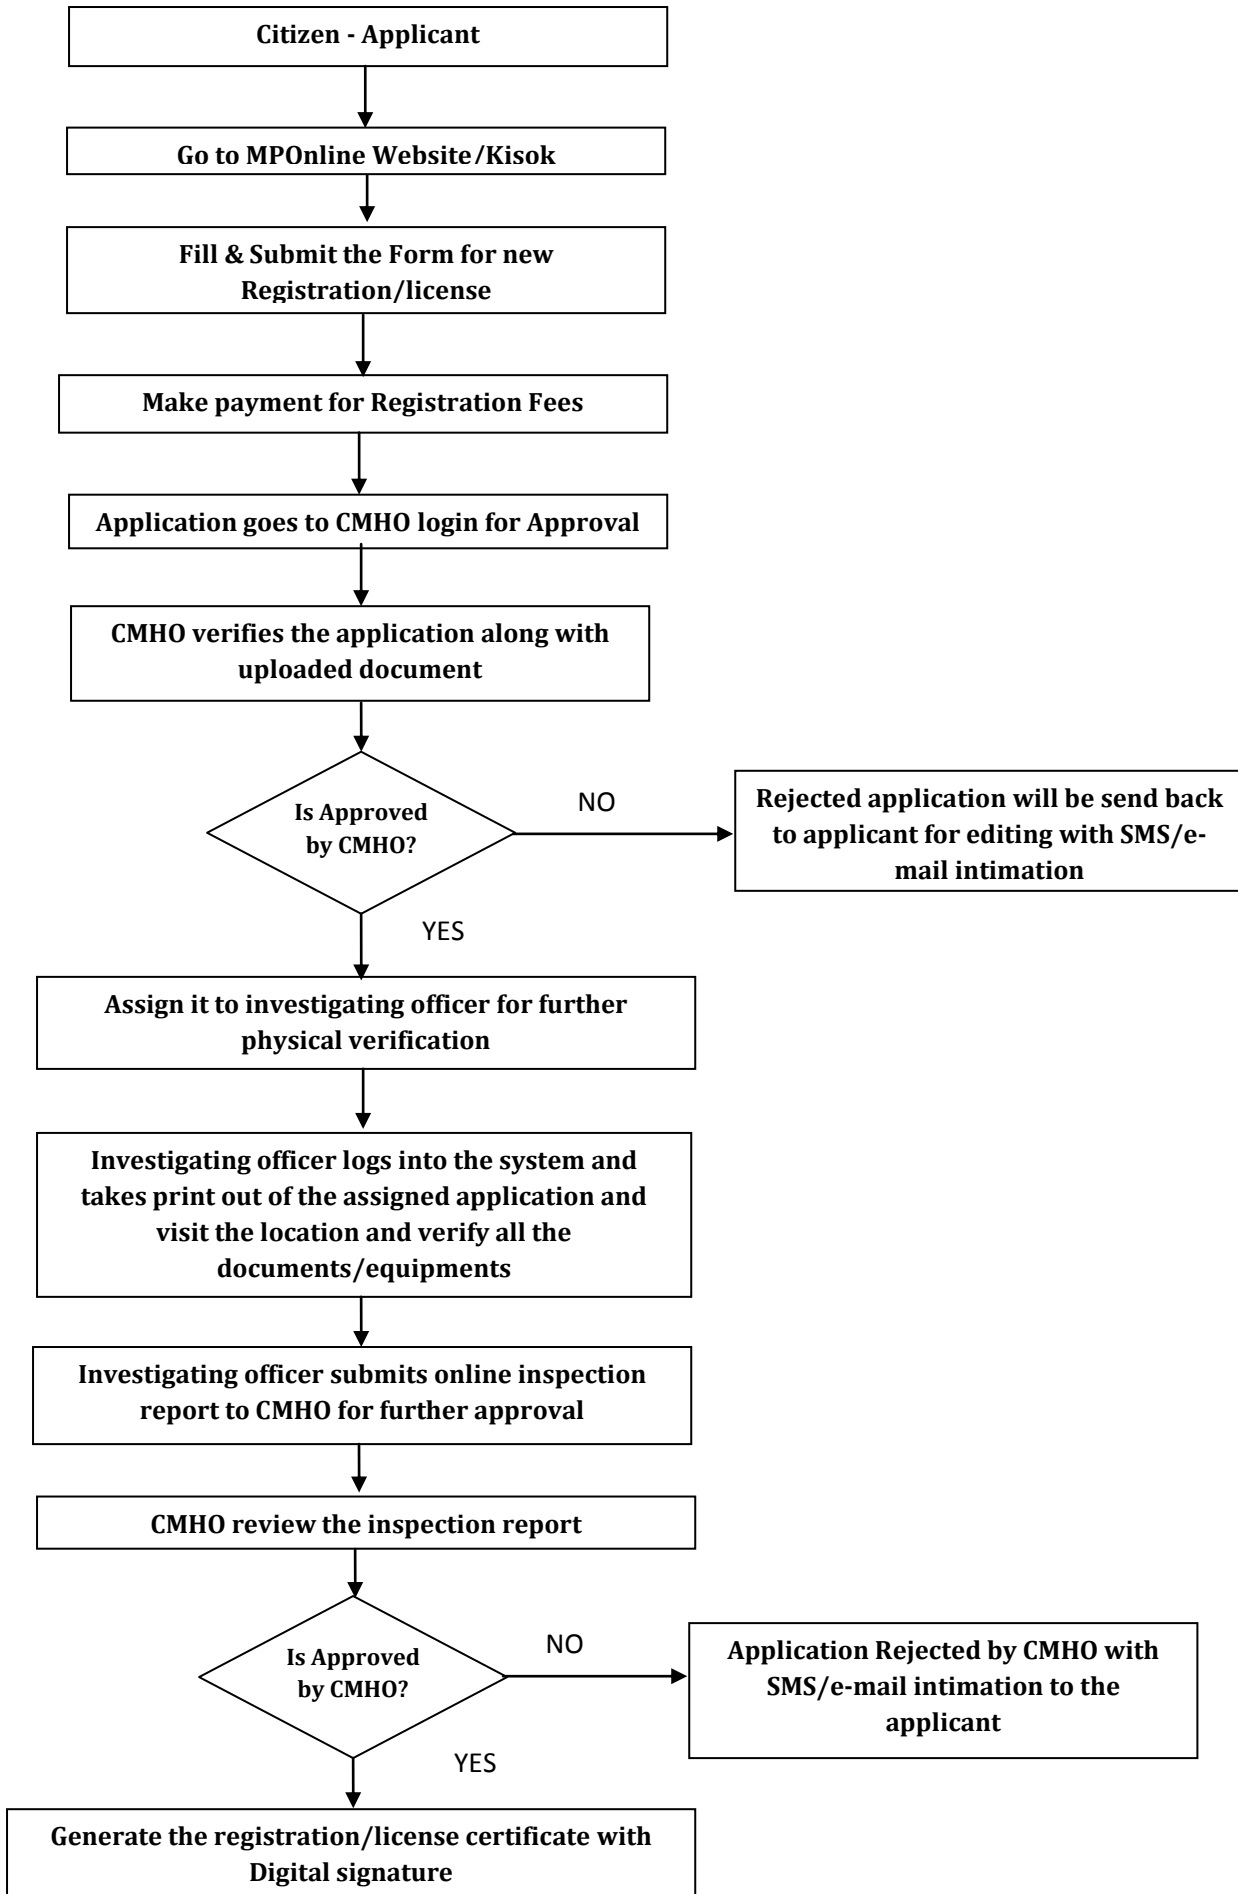 Citizen - Applicant
Go to MPOnline Website/Kisok
Fill & Submit the Form for new
Registration/license
Make payment for Registration Fees
Application goes to CMHO login for Approval
CMHO verifies the application along with
uploaded document
Is Approved
by CMHO?
NO
Rejected application will be send back
to applicant for editing with SMS/e-
mail intimation
YES
Assign it to investigating officer for further
physical verification
Investigating officer logs into the system and
takes print out of the assigned application and
visit the location and verify all the
documents/equipments
Investigating officer submits online inspection
report to CMHO for further approval
CMHO review the inspection report
Is Approved
by CMHO?
NO
Application Rejected by CMHO with
SMS/e-mail intimation to the
applicant
YES
Generate the registration/license certificate with
Digital signature